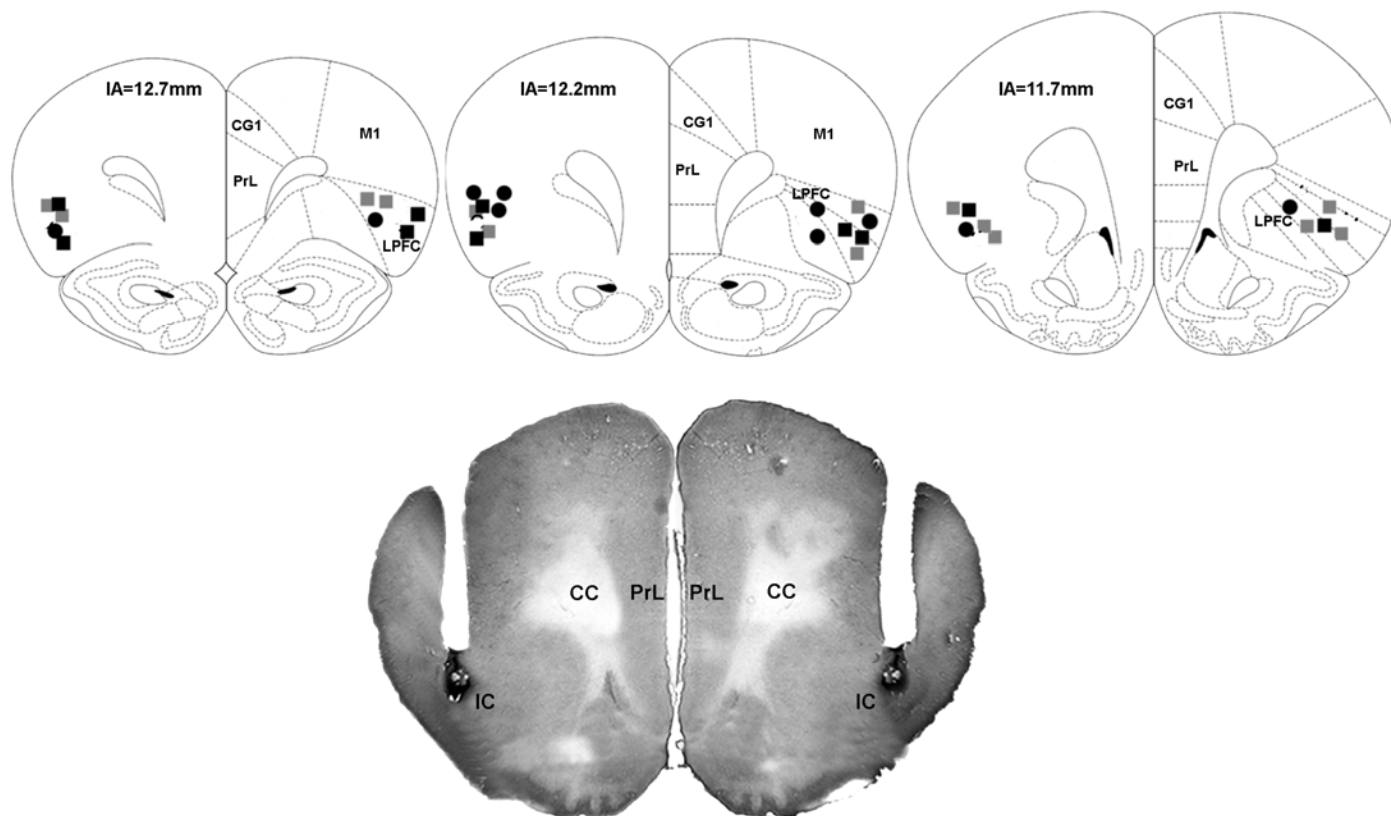 IA=12.7mm
CG1
M1
PrL
LPFC
IA=12.2mm
CG1
M1
PrL
LPFC
IA=11.7mm
CG1
PrL
LPFC
CC PrL PrL CC
IC IC